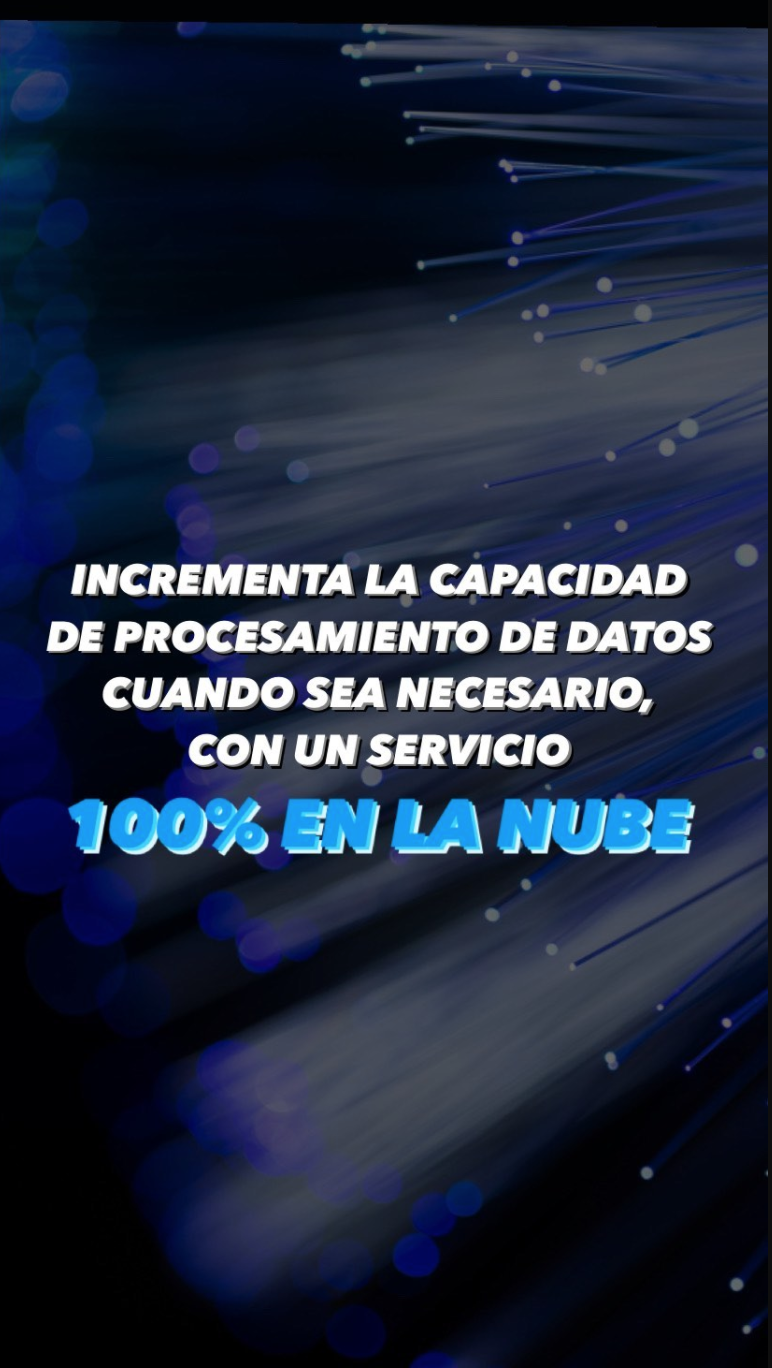 INCREMENTA LA CAPACIDAD
DE PROCESAMIENTO DE DATOS
CUANDO SEA NECESARIO,
CON UN SERVICIO
100% EN LA NUBE